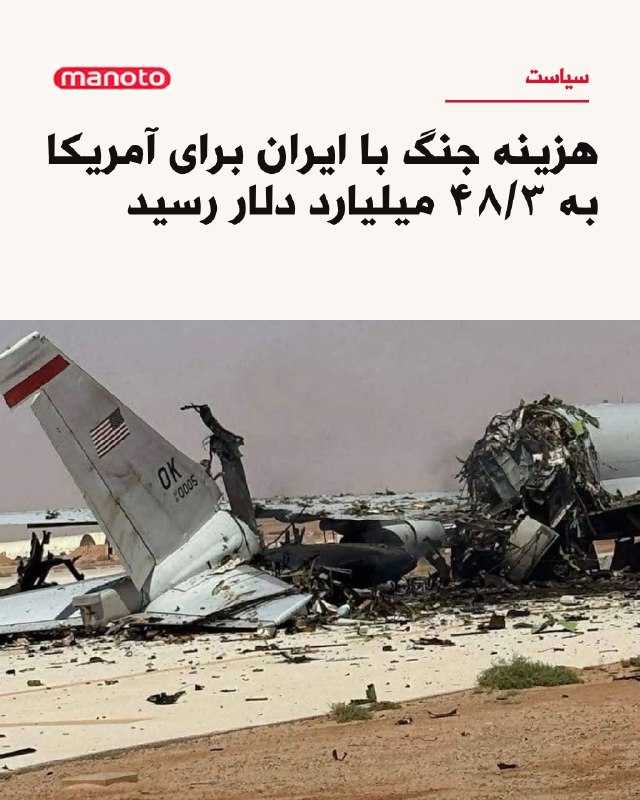 manoto
سیاست
هزینه جنگ با ایران برای آمریکا
به ۴۸/۳ میلیارد دلار رسید
OK
0005